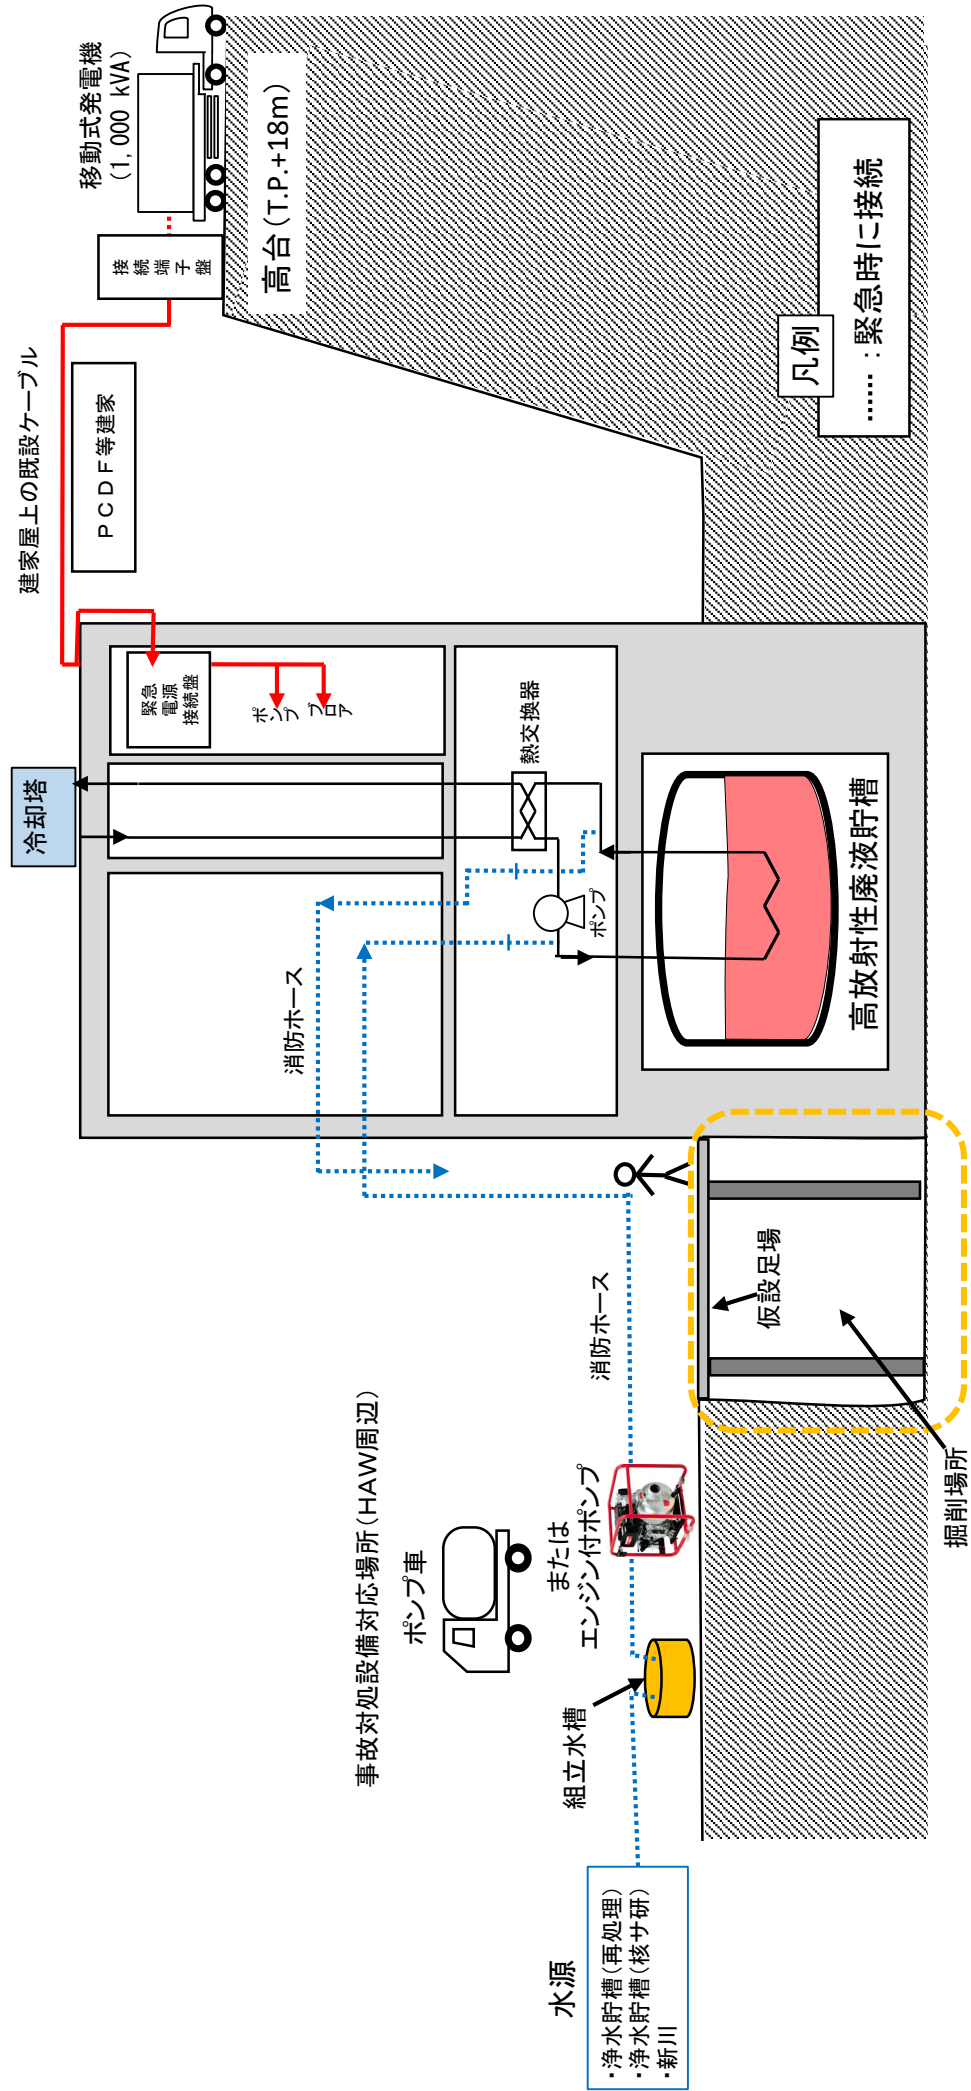 水源
・浄水貯槽(再処理)
・浄水貯槽(核サ研)
・新川
事故対処設備対応場所(HAW周辺)
ポンプ車
組立水槽
または
エンジン付ポンプ
消防ホース
掘削場所
仮設足場
消防ホース
冷却塔
緊急
電源
接続盤
ポンプ
ブロア
熱交換器
ポンプ
高放射性廃液貯槽
建家屋上の既設ケーブル
PCDF等建家
接続端子盤
移動式発電機
(1,000 kVA)
高台(T.P.+18m)
凡例
……:緊急時に接続